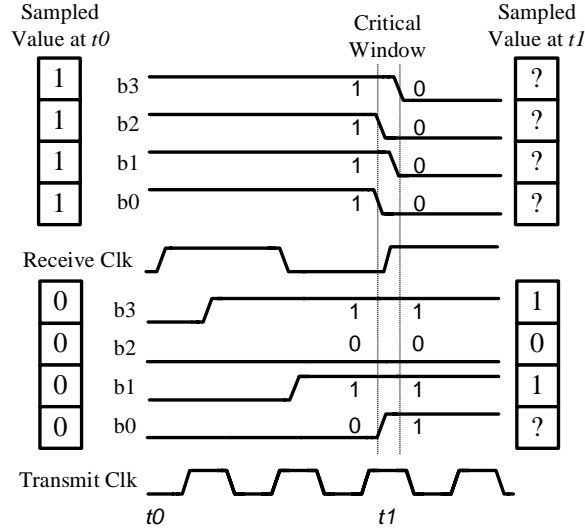 Sampled Value at t0
Critical Window
Sampled Value at t1
1 b3 1 0 ?
1 b2 1 0 ?
1 b1 1 0 ?
1 b0 1 0 ?
Receive Clk
0 b3 1 1 1
0 b2 0 0 0
0 b1 1 1 1
0 b0 0 1 ?
Transmit Clk
t0 t1